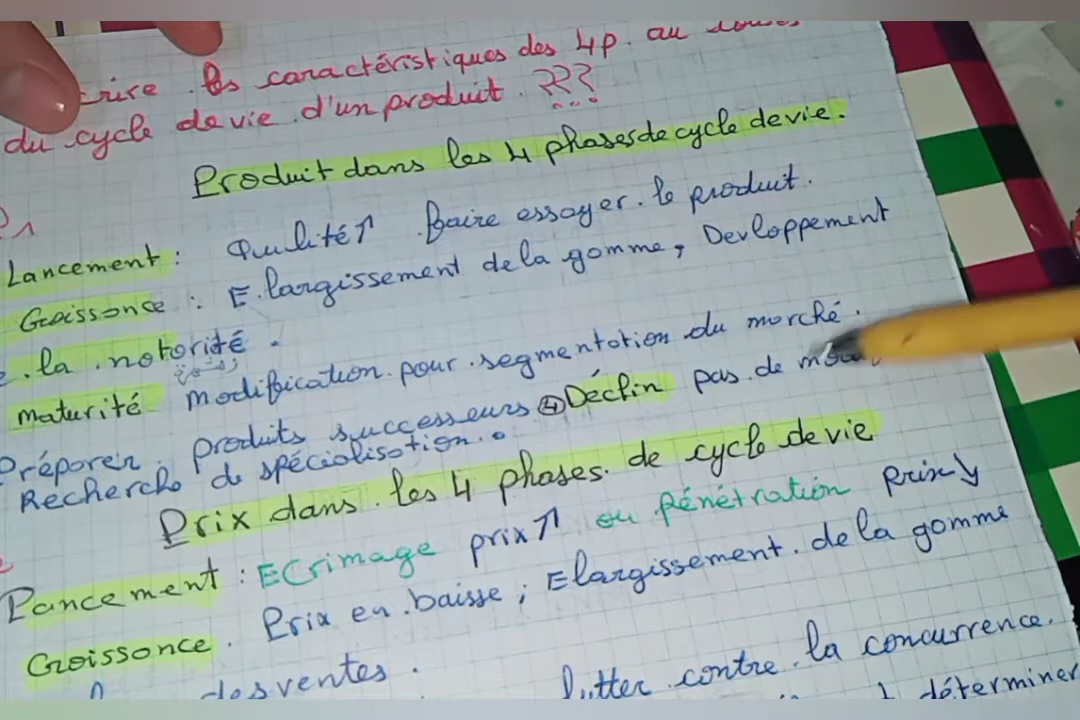 les caractéristiques des 4p. au
du cycle de vie d'un produit. ???
Produit dans les 4 phases de cycle de vie.
Lancement : Qualité↑ Faire essayer le produit.
Croissance : Elargissement de la gamme, Devloppement
la notoriété.
maturité modification pour segmentation du marché.
Préparer produits successeurs ④ Déclin pas de
Recherche de spécialisation.
Prix dans les 4 phases de cycle de vie
Lancement : Ecrimage prix↑ ou pénétration prix↓
Croissance. Prix en baisse ; Elargissement de la gamme
des ventes. lutter contre la concurrence.
déterminer